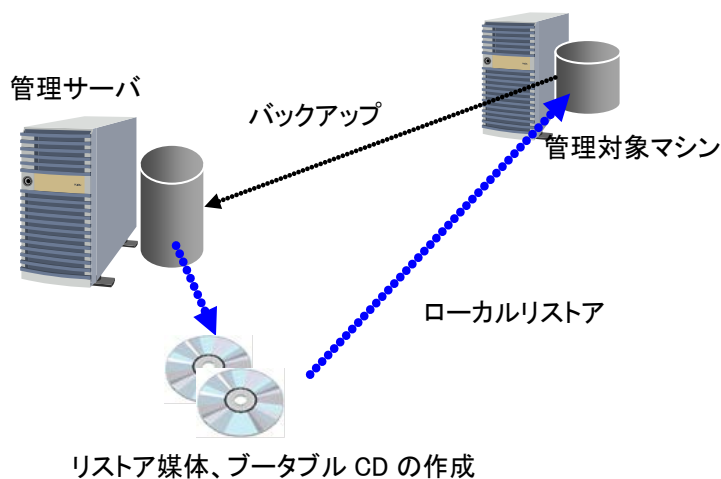 管理サーバ
バックアップ
管理対象マシン
ローカルリストア
リストア媒体、ブータブル CD の作成